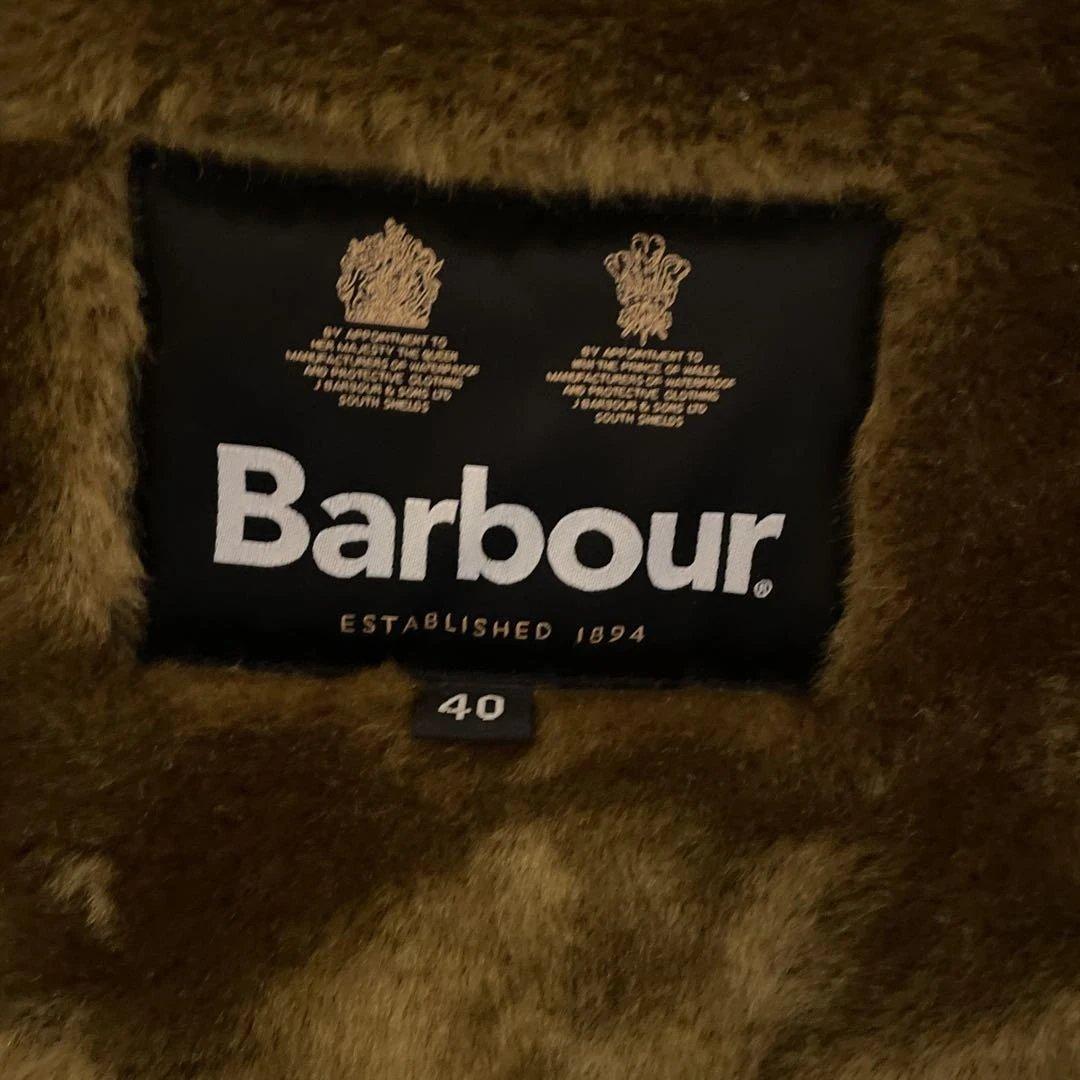 BY APPOINTMENT TO
HER MAJESTY THE QUEEN
MANUFACTURERS OF WATERPROOF
AND PROTECTIVE CLOTHING
J BARBOUR & SONS LTD
SOUTH SHIELDS
BY APPOINTMENT TO
HRH THE PRINCE OF WALES
MANUFACTURERS OF WATERPROOF
AND PROTECTIVE CLOTHING
J BARBOUR & SONS LTD
SOUTH SHIELDS
Barbour®
ESTABLISHED 1894
40